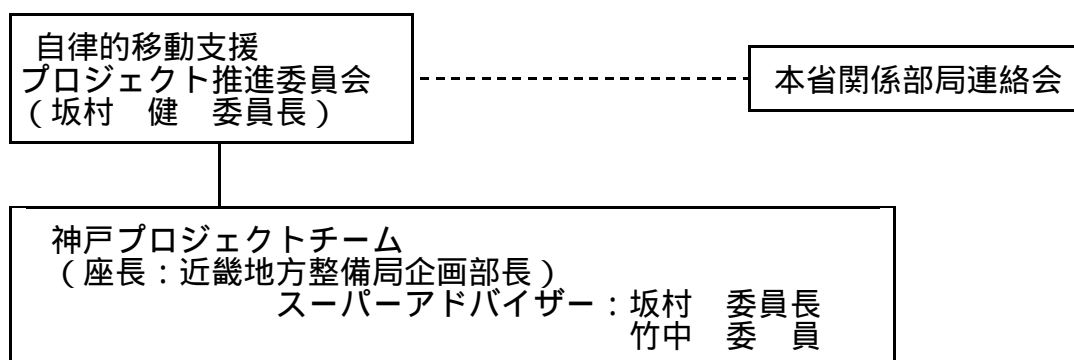 自律的移動支援
プロジェクト推進委員会
（坂村　健　委員長）
本省関係部局連絡会
神戸プロジェクトチーム
（座長：近畿地方整備局企画部長）
スーパーアドバイザー：坂村　委員長
竹中　委　員